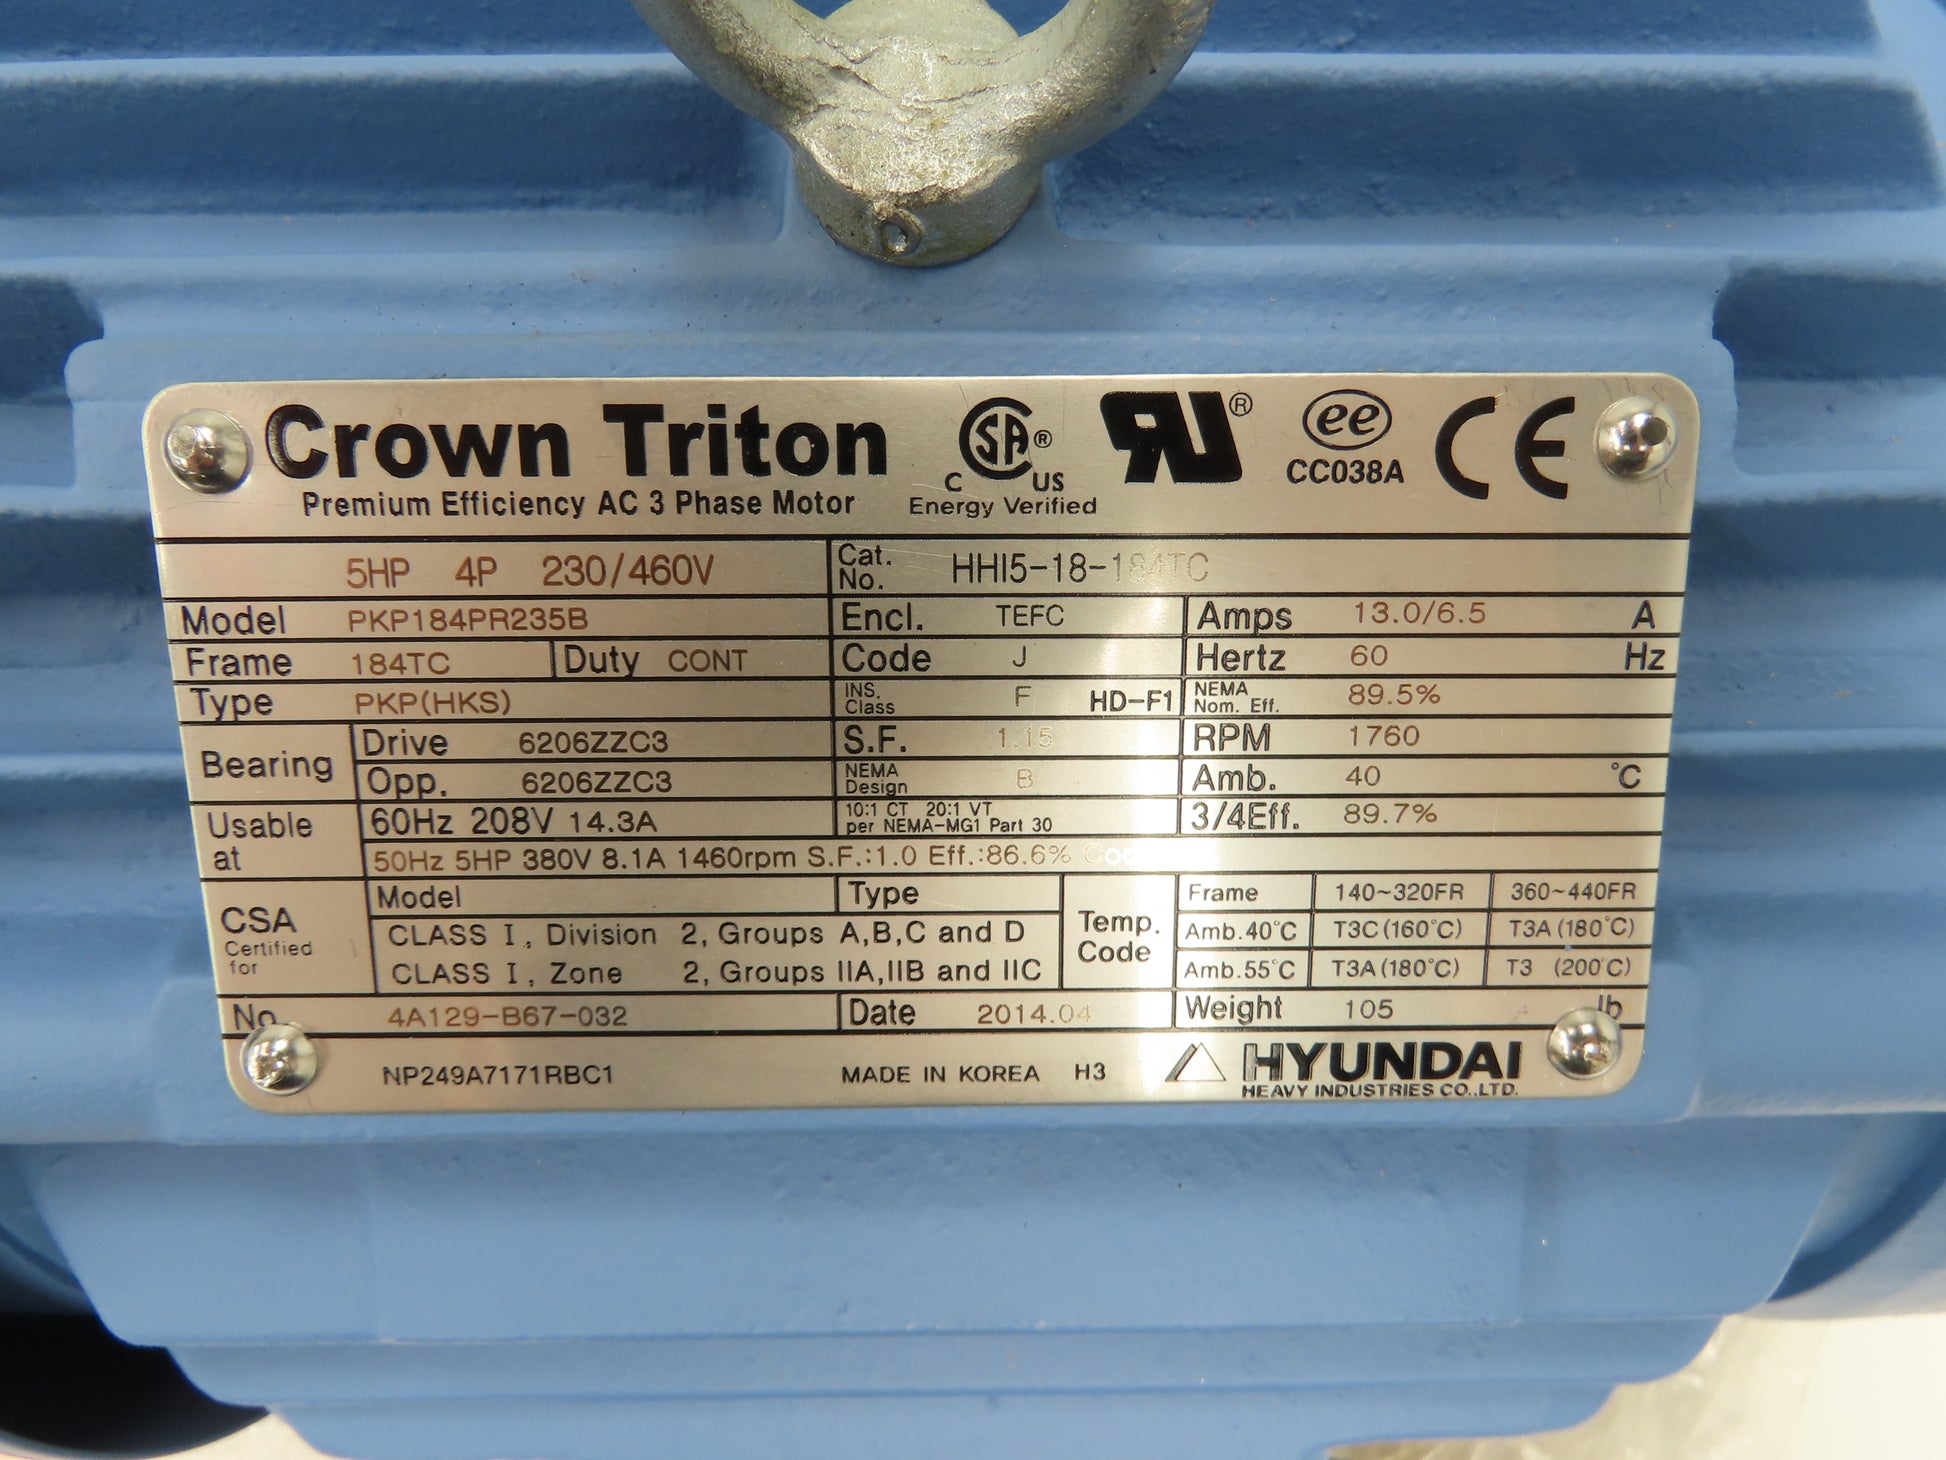 Crown Triton
Premium Efficiency AC 3 Phase Motor
CSA ®
C US
Energy Verified
RU ®
ee
CC038A
CE
5HP 4P 230/460V Cat. No. HHI5-18-184TC
Model PKP184PR235B Encl. TEFC Amps 13.0/6.5 A
Frame 184TC Duty CONT Code J Hertz 60 Hz
Type PKP(HKS) INS. Class F HD-F1 NEMA Nom. Eff. 89.5%
Bearing Drive 6206ZZC3 S.F. 1.15 RPM 1760
Opp. 6206ZZC3 NEMA Design B Amb. 40 °C
Usable at 60Hz 208V 14.3A 10:1 CT 20:1 VT per NEMA-MG1 Part 30 3/4Eff. 89.7%
50Hz 5HP 380V 8.1A 1460rpm S.F.:1.0 Eff.:86.6%
CSA Certified for Model Type Temp. Code Frame 140~320FR 360~440FR
CLASS I, Division 2, Groups A,B,C and D Amb.40°C T3C(160°C) T3A(180°C)
CLASS I, Zone 2, Groups IIA,IIB and IIC Amb.55°C T3A(180°C) T3 (200°C)
No. 4A129-B67-032 Date 2014.04 Weight 105 lb
NP249A7171RBC1 MADE IN KOREA H3 HYUNDAI
HEAVY INDUSTRIES CO.,LTD.